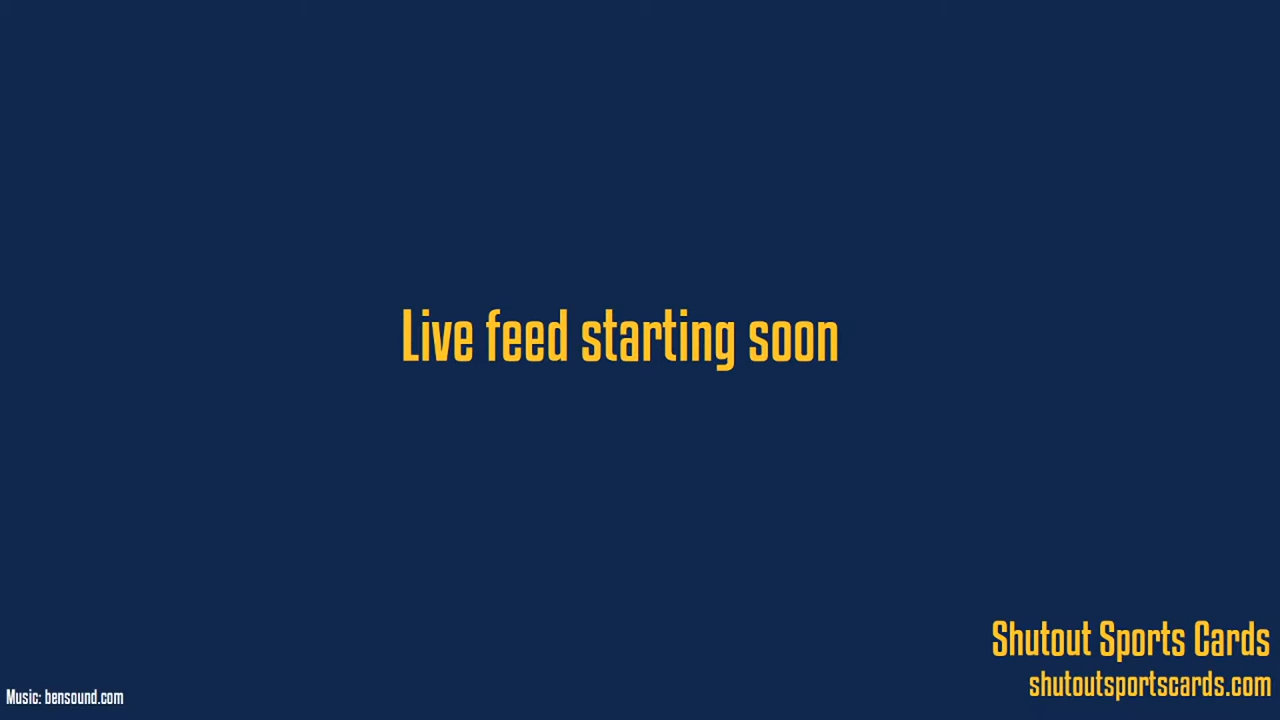 Live feed starting soon
Shutout Sports Cards
shutoutsportscards.com
Music: bensound.com